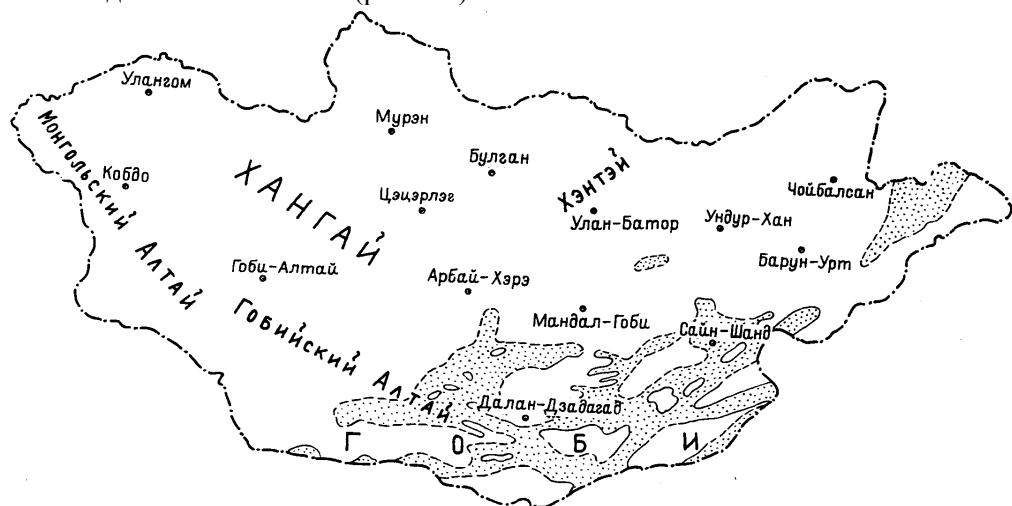 Улангом
Мурэн
Булган
МОНГОЛЬСКИЙ АЛТАЙ
Кобдо
ХАНГАЙ
Цэцэрлэг
ХЭНТЭЙ
Чойбалсан
Улан-Батор
Ундур-Хан
Барун-Урт
Гоби-Алтай
Арбай-Хэрэ
ГОБИЙСКИЙ АЛТАЙ
Мандал-Гоби
Сайн-Шанд
Далан-Дзадагад
ГОБИ